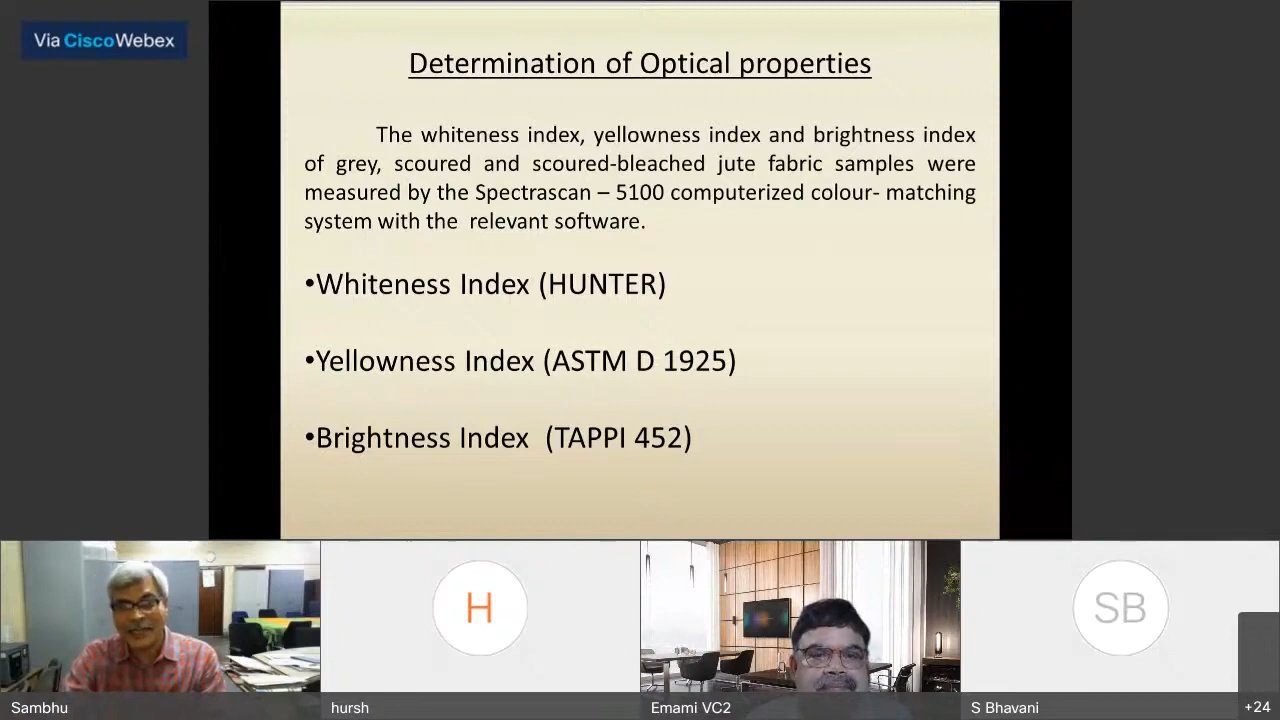 Via CiscoWebex
Determination of Optical properties
The whiteness index, yellowness index and brightness index
of grey, scoured and scoured-bleached jute fabric samples were
measured by the Spectrascan – 5100 computerized colour- matching
system with the relevant software.
•Whiteness Index (HUNTER)
•Yellowness Index (ASTM D 1925)
•Brightness Index (TAPPI 452)
H
SB
Sambhu
hursh
Emami VC2
S Bhavani
+24